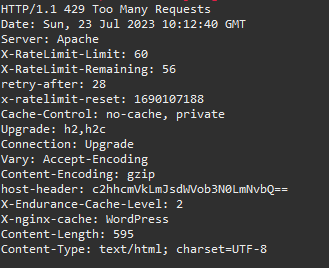 HTTP/1.1 429 Too Many Requests
Date: Sun, 23 Jul 2023 10:12:40 GMT
Server: Apache
X-RateLimit-Limit: 60
X-RateLimit-Remaining: 56
retry-after: 28
x-ratelimit-reset: 1690107188
Cache-Control: no-cache, private
Upgrade: h2,h2c
Connection: Upgrade
Vary: Accept-Encoding
Content-Encoding: gzip
host-header: c2hhcmVkLmJsdWVob3N0LmNvbQ==
X-Endurance-Cache-Level: 2
X-nginx-cache: WordPress
Content-Length: 595
Content-Type: text/html; charset=UTF-8